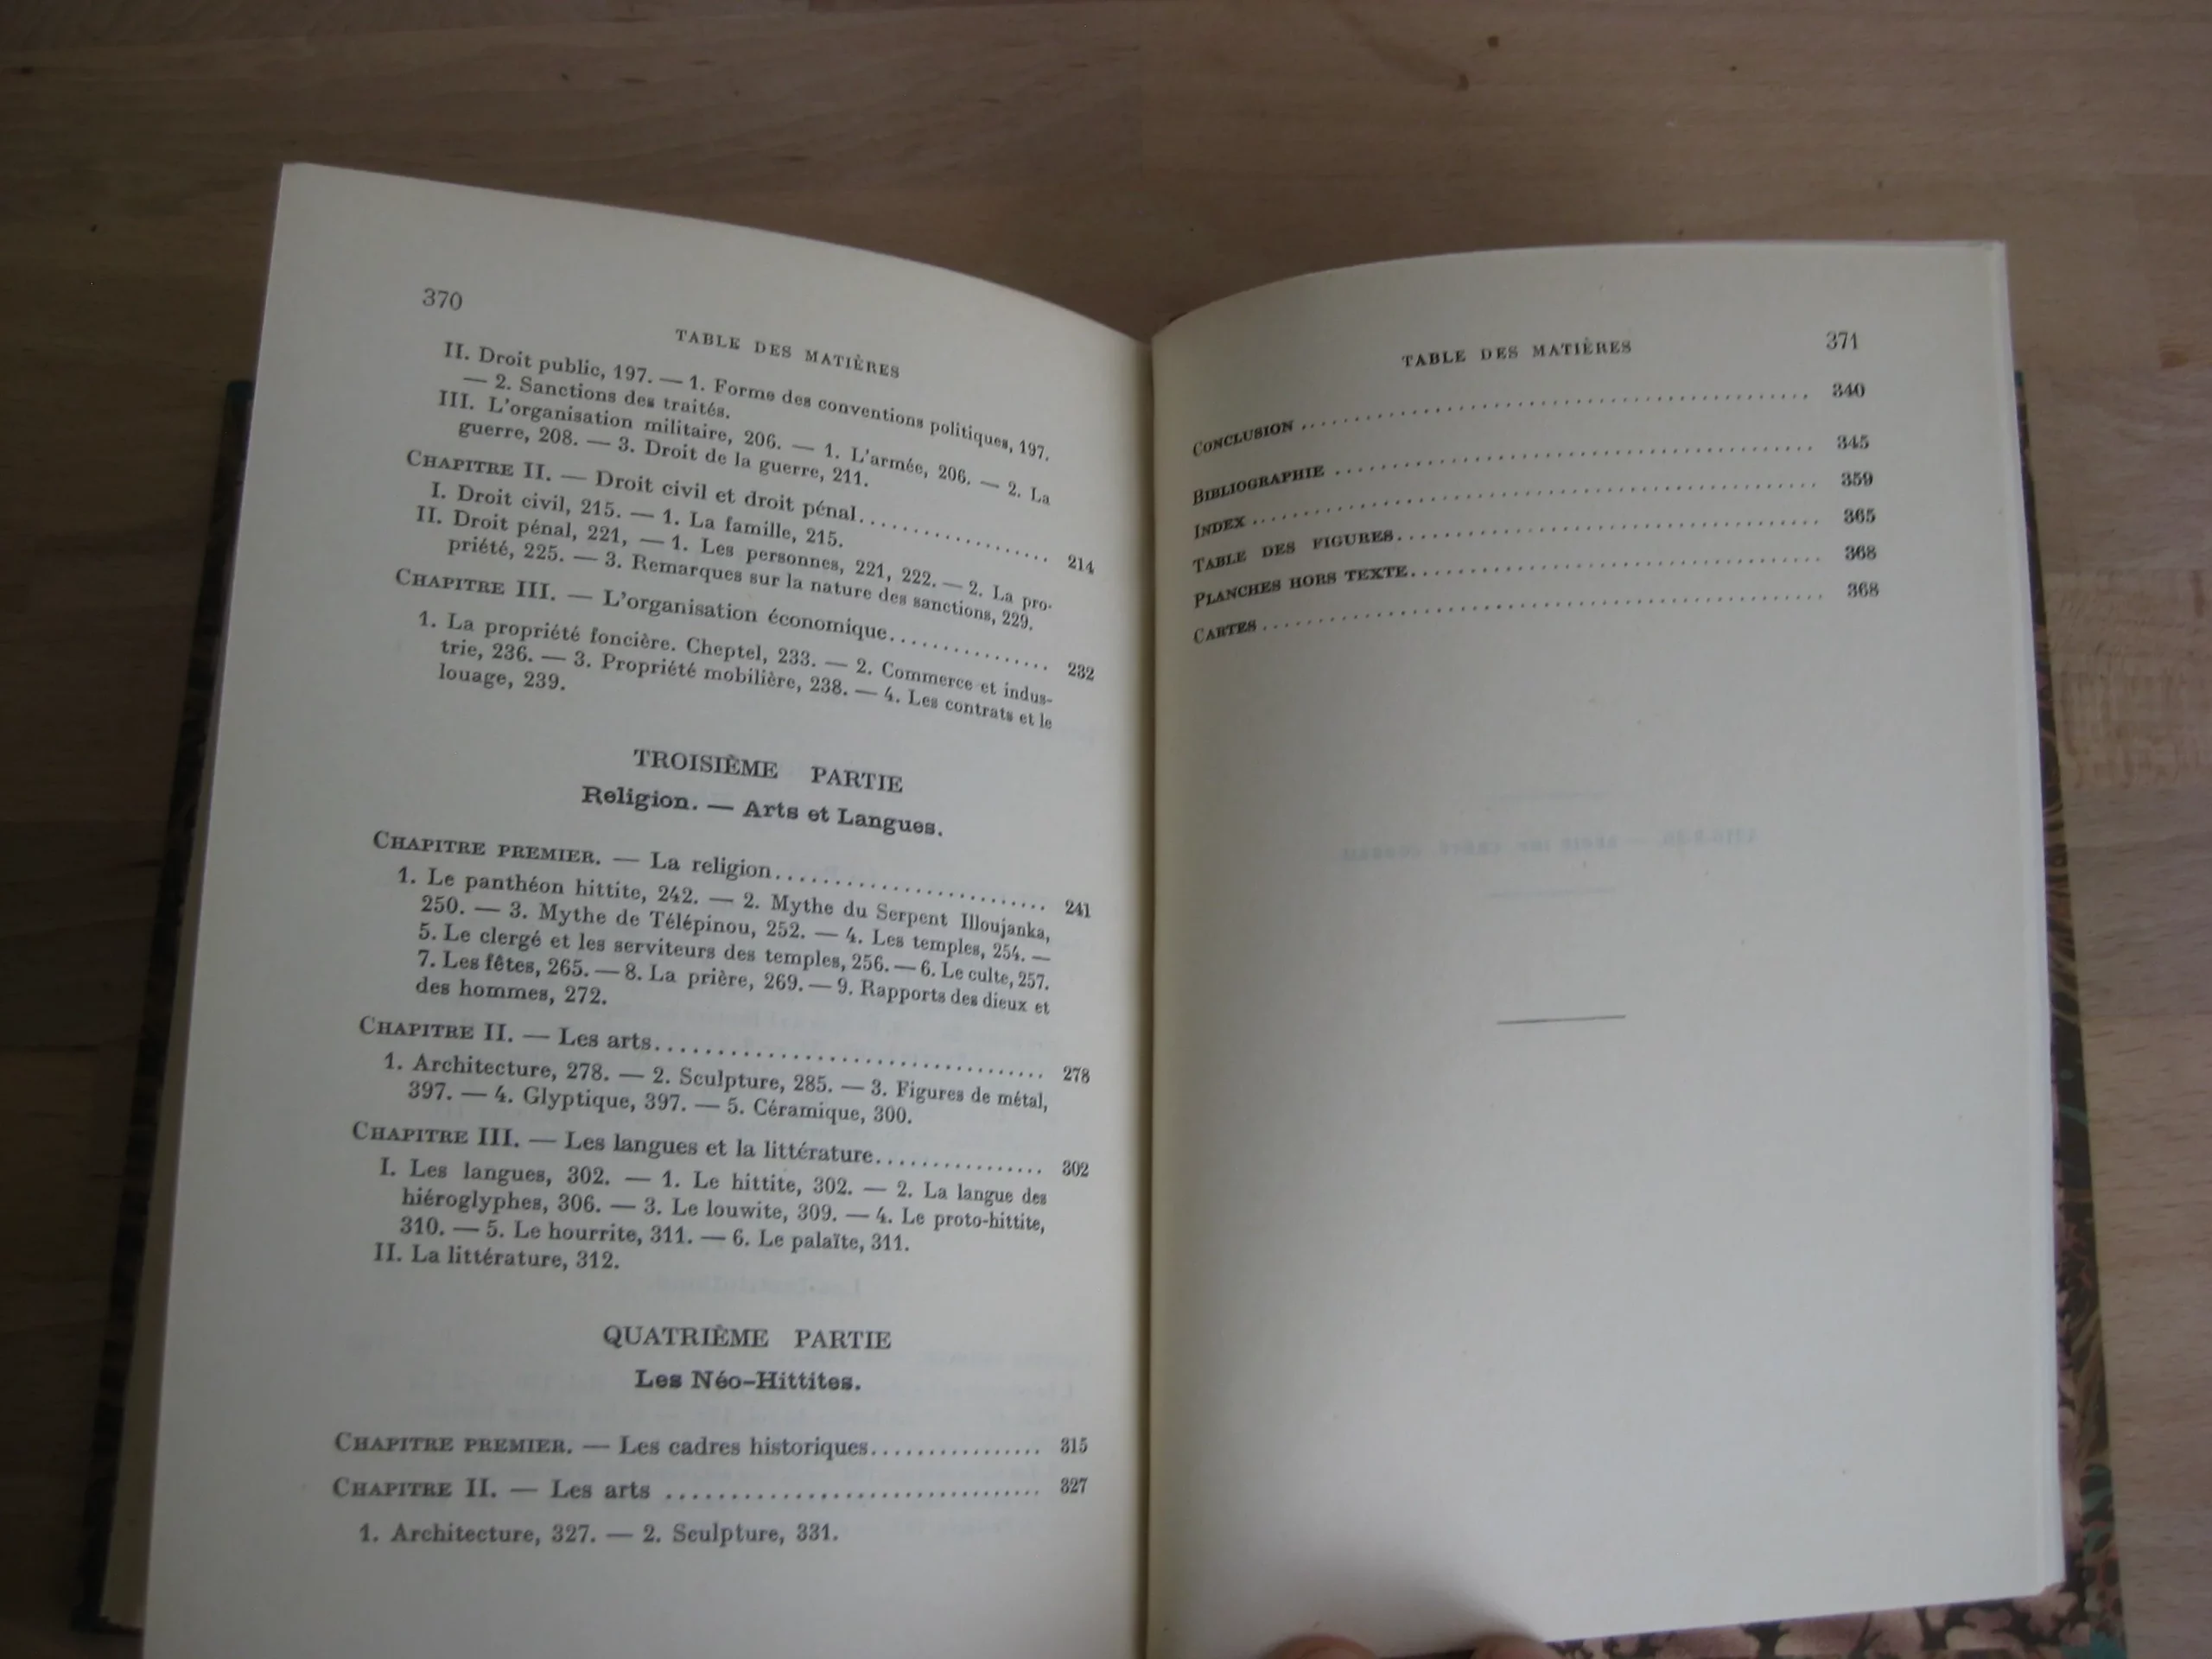 370
TABLE DES MATIÈRES
II. Droit public, 197. — 1. Forme des conventions politiques, 197.
— 2. Sanctions des traités.
III. L'organisation militaire, 206. — 1. L'armée, 206. — 2. La
guerre, 208. — 3. Droit de la guerre, 211.
CHAPITRE II. — Droit civil et droit pénal.................... 214
I. Droit civil, 215. — 1. La famille, 215.
II. Droit pénal, 221, — 1. Les personnes, 221, 222. — 2. La pro-
priété, 225. — 3. Remarques sur la nature des sanctions, 229.
CHAPITRE III. — L'organisation économique................ 232
1. La propriété foncière. Cheptel, 233. — 2. Commerce et indus-
trie, 236. — 3. Propriété mobilière, 238. — 4. Les contrats et le
louage, 239.
TROISIÈME PARTIE
Religion. — Arts et Langues.
CHAPITRE PREMIER. — La religion........................ 241
1. Le panthéon hittite, 242. — 2. Mythe du Serpent Illoujanka,
250. — 3. Mythe de Télépinou, 252. — 4. Les temples, 254. —
5. Le clergé et les serviteurs des temples, 256. — 6. Le culte, 257.
7. Les fêtes, 265. — 8. La prière, 269. — 9. Rapports des dieux et
des hommes, 272.
CHAPITRE II. — Les arts................................. 278
1. Architecture, 278. — 2. Sculpture, 285. — 3. Figures de métal,
397. — 4. Glyptique, 397. — 5. Céramique, 300.
CHAPITRE III. — Les langues et la littérature................ 302
I. Les langues, 302. — 1. Le hittite, 302. — 2. La langue des
hiéroglyphes, 306. — 3. Le louwite, 309. — 4. Le proto-hittite,
310. — 5. Le hourrite, 311. — 6. Le palaïte, 311.
II. La littérature, 312.
QUATRIÈME PARTIE
Les Néo-Hittites.
CHAPITRE PREMIER. — Les cadres historiques................ 315
CHAPITRE II. — Les arts ................................ 327
1. Architecture, 327. — 2. Sculpture, 331.
TABLE DES MATIÈRES
371
CONCLUSION ........................................ 340
BIBLIOGRAPHIE ..................................... 345
INDEX ............................................. 359
TABLE DES FIGURES................................. 365
PLANCHES HORS TEXTE............................... 368
CARTES ............................................ 368